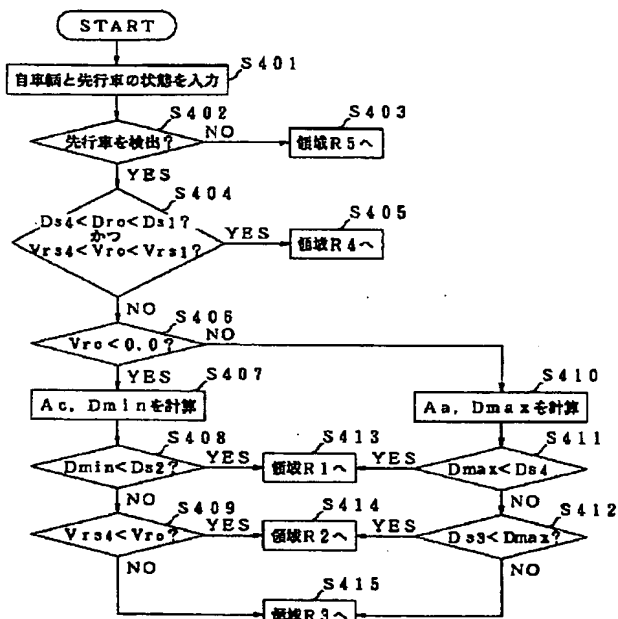 START
S401
自車輌と先行車の状態を入力
S402
先行車を検出?
NO
S403
領域R5へ
YES
S404
Ds4<Dro<Ds1?
かつ
Vrs4<Vro<Vrs1?
YES
S405
領域R4へ
NO
S406
Vro<0.0?
NO
YES
S407
Ac, Dminを計算
S410
Aa, Dmaxを計算
S408
Dmin<Ds2?
YES
S413
領域R1へ
YES
S411
Dmax<Ds4
NO
NO
S409
Vrs4<Vro?
YES
S414
領域R2へ
YES
S412
Ds3<Dmax?
NO
NO
S415
領域R3へ